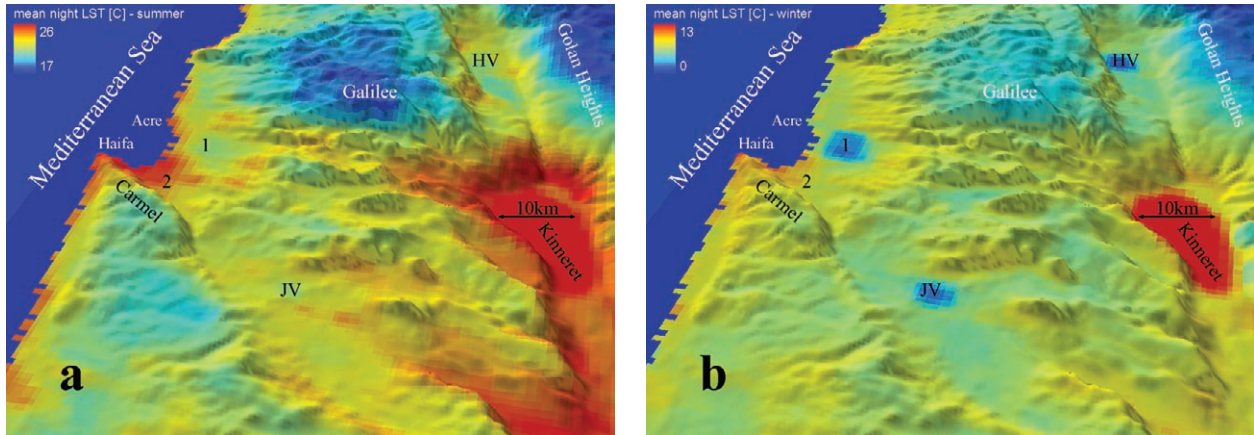 mean night LST [C] - summer
26
17
Mediterranean Sea
HV
Golan Heights
Galilee
Acre
1
Haifa
2
Carmel
10km
Kinneret
JV
a
mean night LST [C] - winter
13
0
Mediterranean Sea
HV
Golan Heights
Galilee
Acre
1
Haifa
2
Carmel
10km
Kinneret
JV
b